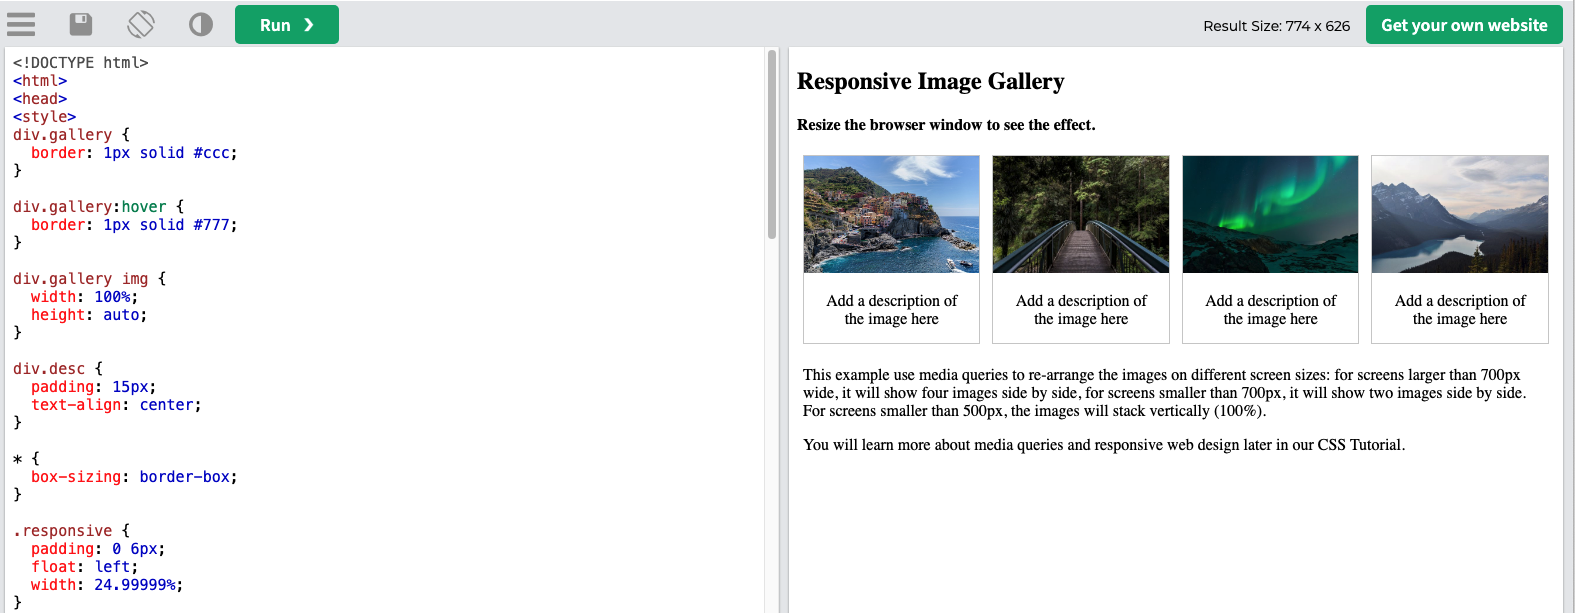 Run ❯
Result Size: 774 x 626
Get your own website
<!DOCTYPE html>
<html>
<head>
<style>
div.gallery {
  border: 1px solid #ccc;
}

div.gallery:hover {
  border: 1px solid #777;
}

div.gallery img {
  width: 100%;
  height: auto;
}

div.desc {
  padding: 15px;
  text-align: center;
}

* {
  box-sizing: border-box;
}

.responsive {
  padding: 0 6px;
  float: left;
  width: 24.99999%;
}
Responsive Image Gallery
Resize the browser window to see the effect.
Add a description of
the image here
Add a description of
the image here
Add a description of
the image here
Add a description of
the image here
This example use media queries to re-arrange the images on different screen sizes: for screens larger than 700px
wide, it will show four images side by side, for screens smaller than 700px, it will show two images side by side.
For screens smaller than 500px, the images will stack vertically (100%).
You will learn more about media queries and responsive web design later in our CSS Tutorial.